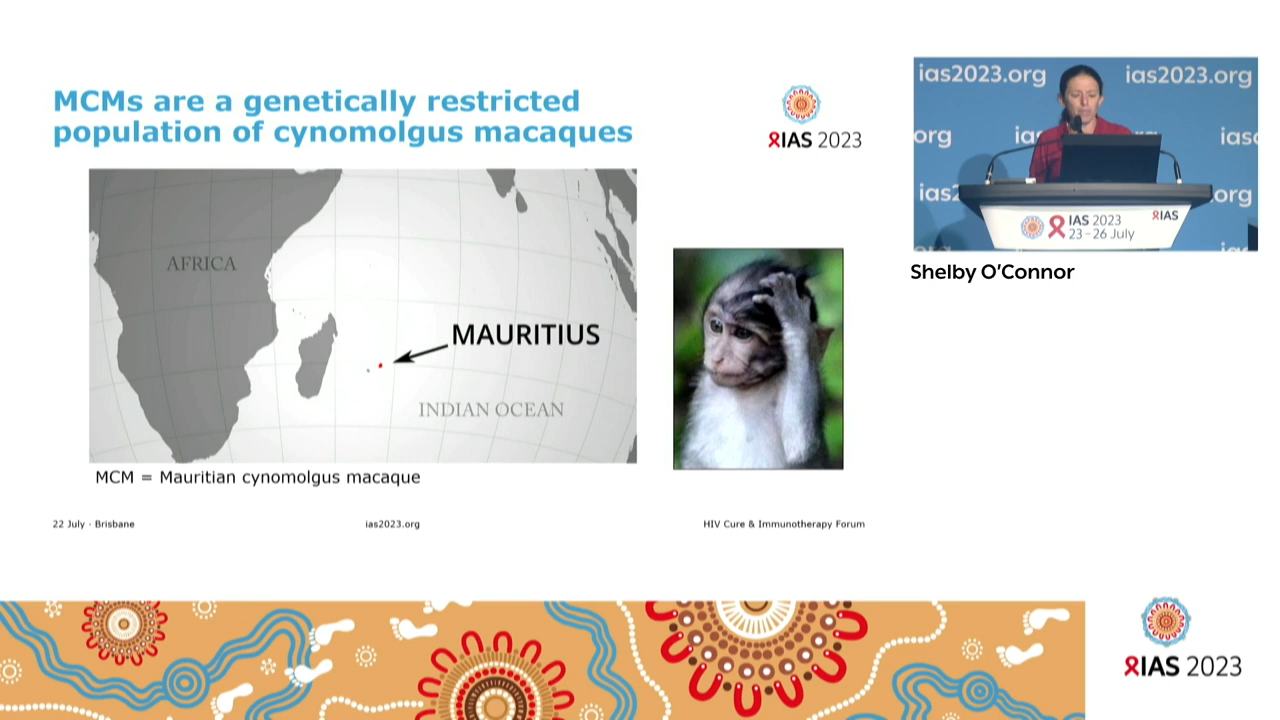 MCMs are a genetically restricted
population of cynomolgus macaques
IAS 2023
AFRICA
MAURITIUS
INDIAN OCEAN
MCM = Mauritian cynomolgus macaque
22 July · Brisbane
ias2023.org
HIV Cure & Immunotherapy Forum
ias2023.org
ias2023.org
org
ias2
.org
IAS 2023
23–26 July
IAS
Shelby O'Connor
IAS 2023